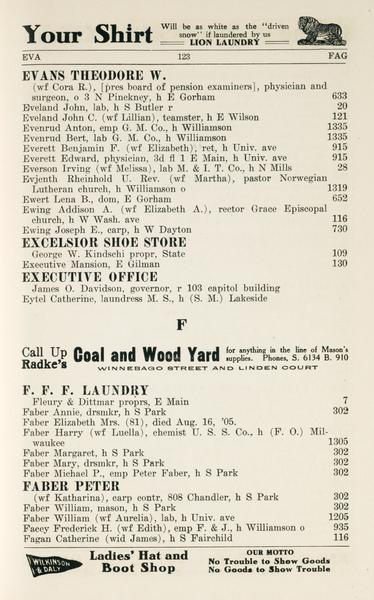 Your Shirt
Will be as white as the "driven
snow" if laundered by us
LION LAUNDRY
EVA 123 FAG
EVANS THEODORE W.
(wf Cora R.), [pres board of pension examiners], physician and
surgeon, o 3 N Pinckney, h E Gorham 633
Eveland John, lab, h S Butler r 20
Eveland John C. (wf Lillian), teamster, h E Wilson 121
Evenrud Anton, emp G. M. Co., h Williamson 1335
Evenrud Bert, lab G. M. Co., h Williamson 1335
Everett Benjamin F. (wf Elizabeth), ret, h Univ. ave 915
Everett Edward, physician, 3d fl 1 E Main, h Univ. ave 915
Everson Irving (wf Melissa), lab M. & I. T. Co., h N Mills 28
Evjenth Rheinhold U. Rev. (wf Martha), pastor Norwegian
Lutheran church, h Williamson o 1319
Ewert Lena B., dom, E Gorham 652
Ewing Addison A. (wf Elizabeth A.), rector Grace Episcopal
church, h W Wash. ave 116
Ewing Joseph E., carp, h W Dayton 730
EXCELSIOR SHOE STORE
George W. Kindschi propr, State 109
Executive Mansion, E Gilman 130
EXECUTIVE OFFICE
James O. Davidson, governor, r 103 capitol building
Eytel Catherine, laundress M. S., h (S. M.) Lakeside
F
Call Up
Radke's
Coal and Wood Yard
for anything in the line of Mason's
supplies. Phones, S. 6134 B. 910
WINNEBAGO STREET AND LINDEN COURT
F. F. F. LAUNDRY
Fleury & Dittmar proprs, E Main 7
Faber Annie, drsmkr, h S Park 302
Faber Elizabeth Mrs. (81), died Aug. 16, '05.
Faber Harry (wf Luella), chemist U. S. S. Co., h (F. O.) Mil-
waukee 1305
Faber Margaret, h S Park 302
Faber Mary, drsmkr, h S Park 302
Faber Michael P., emp Peter Faber, h S Park 302
FABER PETER
(wf Katharina), carp contr, 808 Chandler, h S Park 302
Faber William, mason, h S Park 302
Faber William (wf Aurelia), lab, h Univ. ave 1205
Facey Frederick H. (wf Edith), emp F. & J., h Williamson o 935
Fagan Catherine (wid James), h S Fairchild 116
WILKINSON
& DALY
Ladies' Hat and
Boot Shop
OUR MOTTO
No Trouble to Show Goods
No Goods to Show Trouble